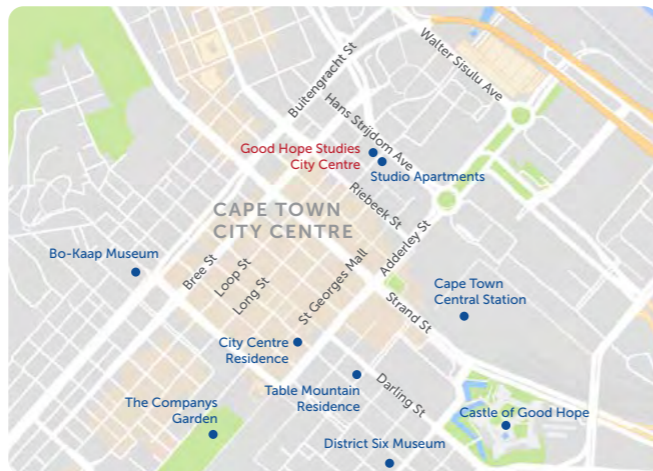 Walter Sisulu Ave
Buitengracht St
Hans Strijdom Ave
Good Hope Studies
City Centre
Studio Apartments
Riebeek St
CAPE TOWN
CITY CENTRE
Adderley St
Bo-Kaap Museum
Bree St
Loop St
Long St
St Georges Mall
Cape Town
Central Station
Strand St
City Centre
Residence
Table Mountain
Residence
Darling St
The Companys
Garden
Castle of Good Hope
District Six Museum